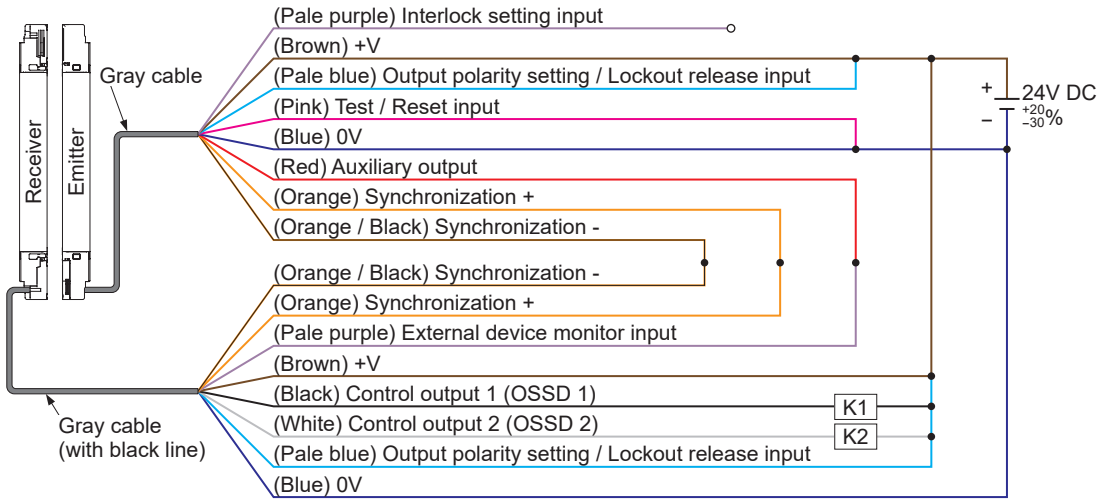 (Pale purple) Interlock setting input
(Brown) +V
Gray cable
(Pale blue) Output polarity setting / Lockout release input
+
24V DC
+20
−30%
−
(Pink) Test / Reset input
(Blue) 0V
Receiver
Emitter
(Red) Auxiliary output
(Orange) Synchronization +
(Orange / Black) Synchronization -
(Orange / Black) Synchronization -
(Orange) Synchronization +
(Pale purple) External device monitor input
(Brown) +V
(Black) Control output 1 (OSSD 1)
K1
Gray cable
(with black line)
(White) Control output 2 (OSSD 2)
K2
(Pale blue) Output polarity setting / Lockout release input
(Blue) 0V